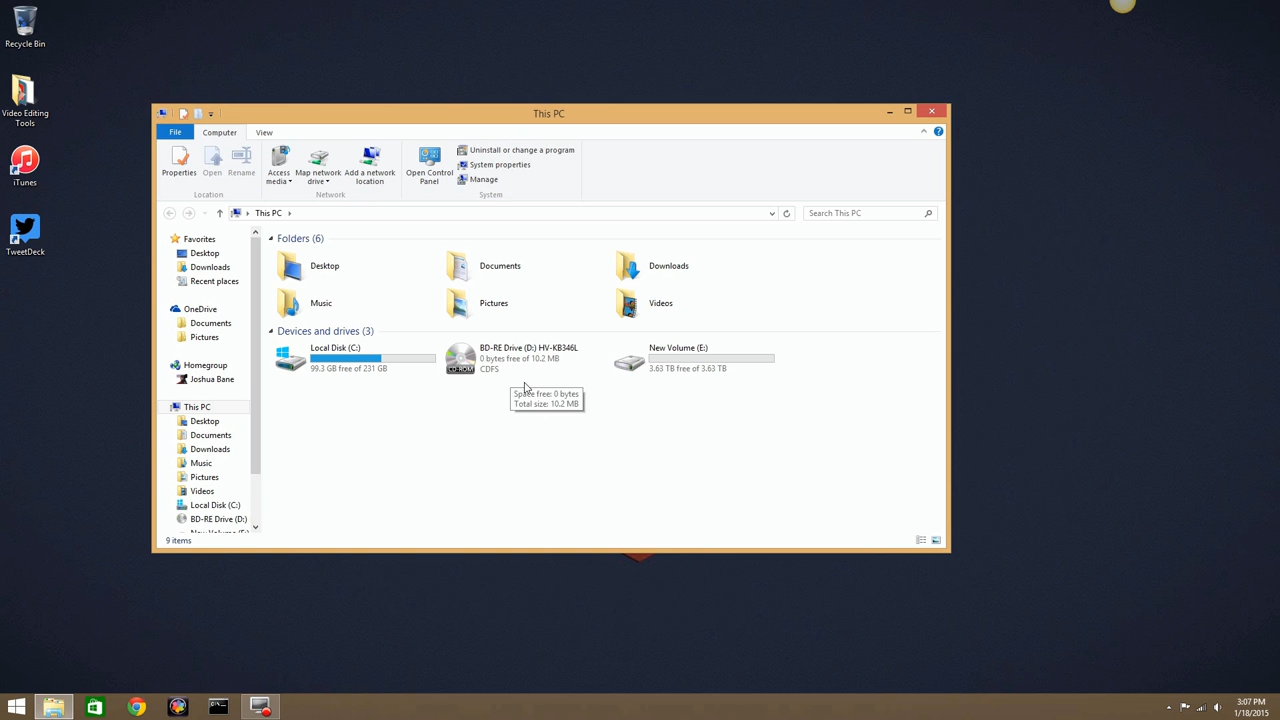 Recycle Bin
Video Editing
Tools
iTunes
TweetDeck
This PC
File
Computer
View
Properties
Open
Rename
Location
Access
media
Map network
drive
Add a network
location
Network
Open Control
Panel
Uninstall or change a program
System properties
Manage
System
This PC
Search This PC
Favorites
Desktop
Downloads
Recent places
OneDrive
Documents
Pictures
Homegroup
Joshua Bane
This PC
Desktop
Documents
Downloads
Music
Pictures
Videos
Local Disk (C:)
BD-RE Drive (D:)
New Volume (E:)
Folders (6)
Desktop
Documents
Downloads
Music
Pictures
Videos
Devices and drives (3)
Local Disk (C:)
99.3 GB free of 231 GB
CD-ROM
BD-RE Drive (D:) HV-KB346L
0 bytes free of 10.2 MB
CDFS
New Volume (E:)
3.63 TB free of 3.63 TB
Space free: 0 bytes
Total size: 10.2 MB
9 items
3:07 PM
1/18/2015